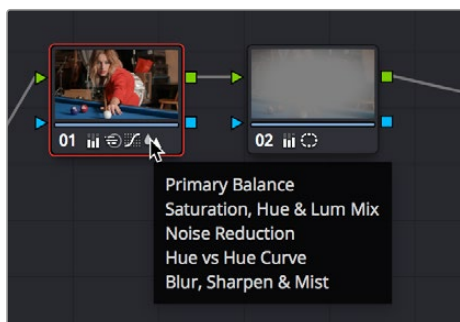 01
02
Primary Balance
Saturation, Hue & Lum Mix
Noise Reduction
Hue vs Hue Curve
Blur, Sharpen & Mist